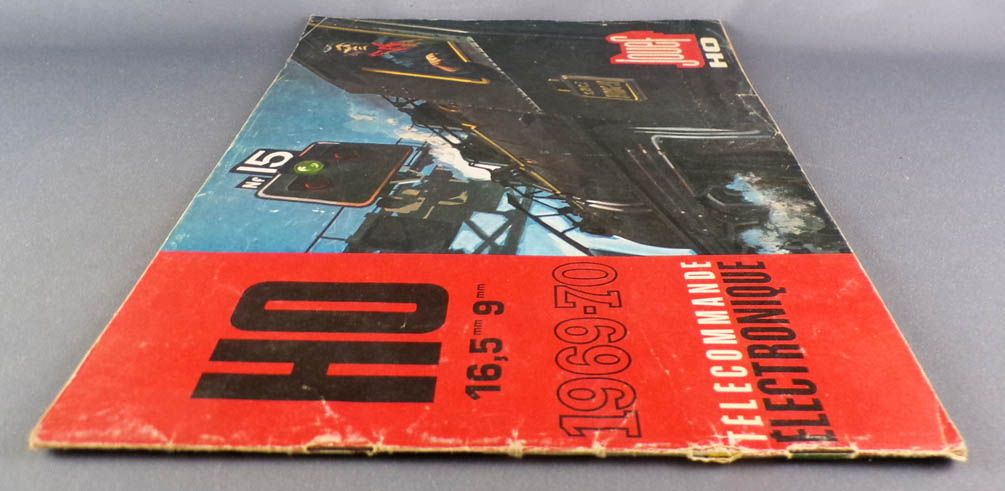 Jouef
HO
Nr 15
HO
16,5mm 9mm
1969-70
TELECOMMANDE
ELECTRONIQUE